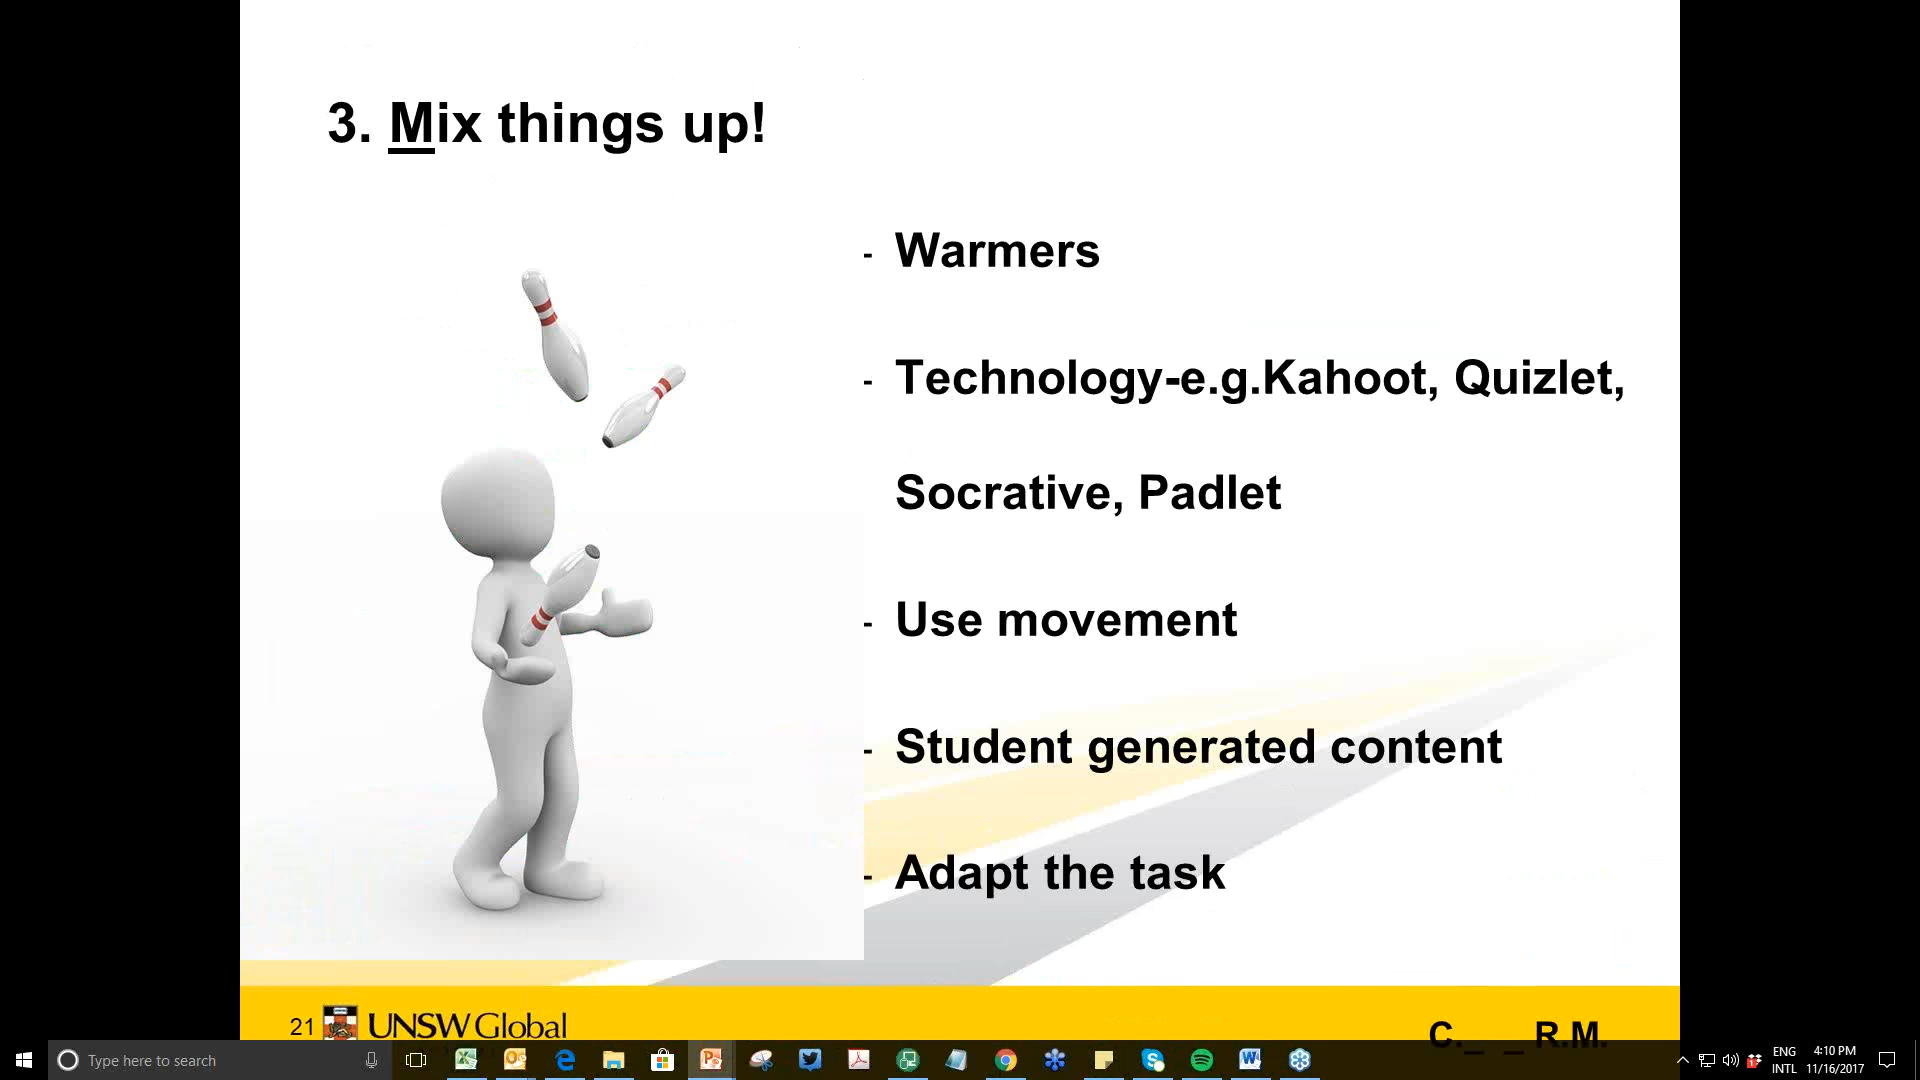 3. Mix things up!
- Warmers
- Technology-e.g.Kahoot, Quizlet,
Socrative, Padlet
- Use movement
- Student generated content
- Adapt the task
21 UNSW Global
C._ _ R.M.
Type here to search
ENG
INTL
4:10 PM
11/16/2017